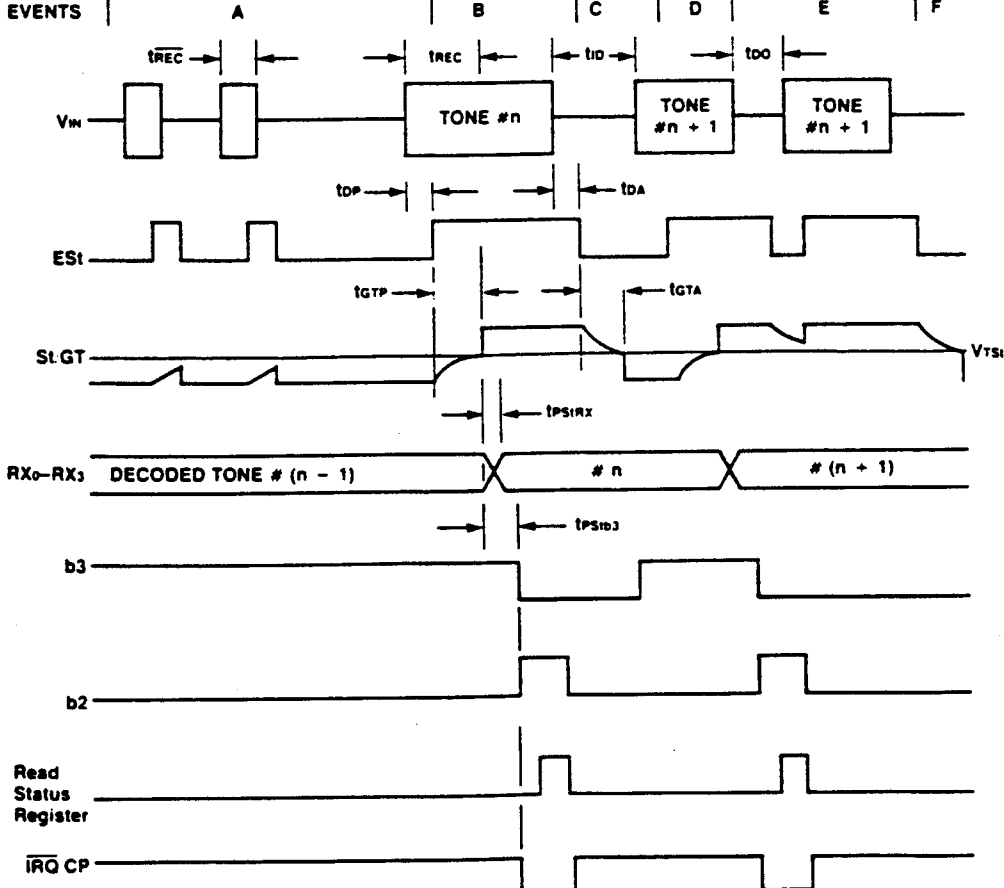 EVENTS A B C D E F
tREC tREC tID tDO
VIN TONE #n TONE #n + 1 TONE #n + 1
tDP tDA
ESt
tGTP tGTA
St GT VTSt
tPStRX
RX0–RX3 DECODED TONE # (n – 1) # n # (n + 1)
tPStb3
b3
b2
Read
Status
Register
IRQ CP